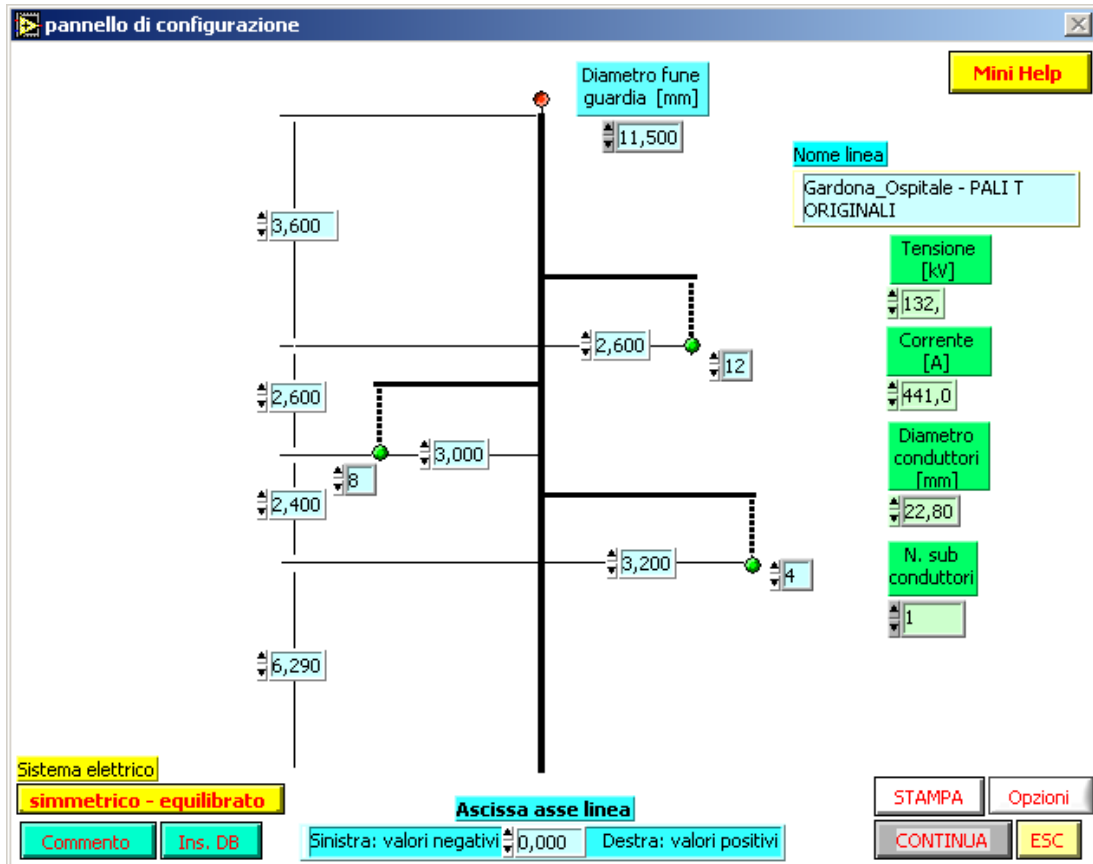 pannello di configurazione
Diametro fune
guardia [mm]
11,500
Mini Help
Nome linea
Gardona_Ospitale - PALI T
ORIGINALI
3,600
Tensione
[kV]
132,
2,600
12
Corrente
[A]
441,0
2,600
3,000
8
Diametro
conduttori
[mm]
22,80
2,400
3,200
4
N. sub
conduttori
1
6,290
Sistema elettrico
simmetrico - equilibrato
Commento
Ins. DB
Ascissa asse linea
Sinistra: valori negativi
0,000
Destra: valori positivi
STAMPA
Opzioni
CONTINUA
ESC